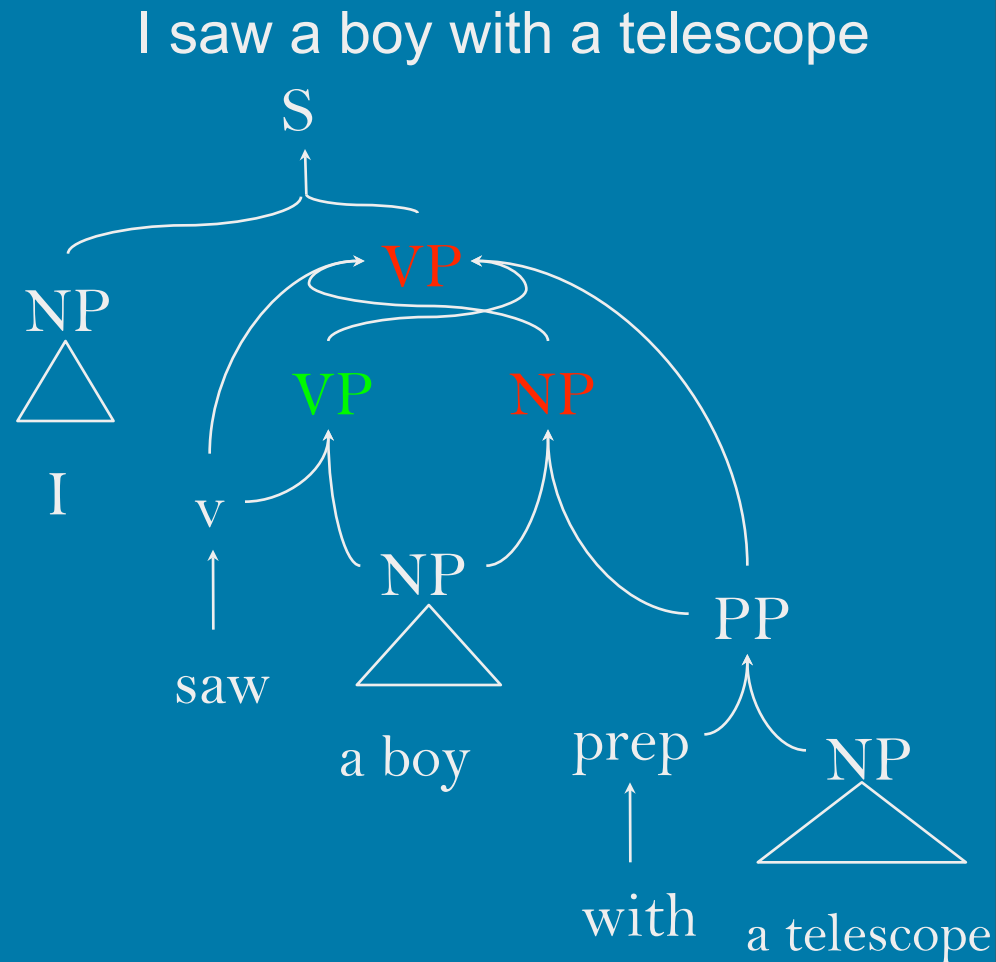 I saw a boy with a telescope
S
VP
NP
VP
NP
I
v
NP
PP
saw
prep
NP
a boy
with
a telescope